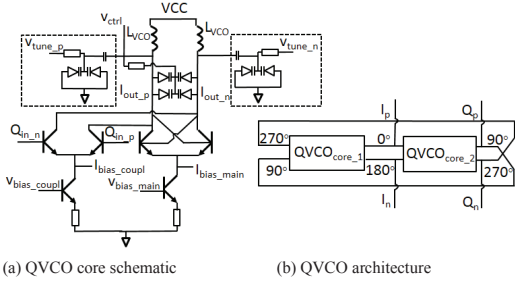 VCC
v_ctrl
L_VCO
L_VCO
v_tune_p
v_tune_n
I_out_p
I_out_n
Q_in_n
Q_in_p
I_bias_coupl
I_bias_main
v_bias_coupl
v_bias_main
I_p
Q_p
270°
QVCO_core_1
0°
QVCO_core_2
90°
90°
180°
270°
I_n
Q_n
(a) QVCO core schematic
(b) QVCO architecture